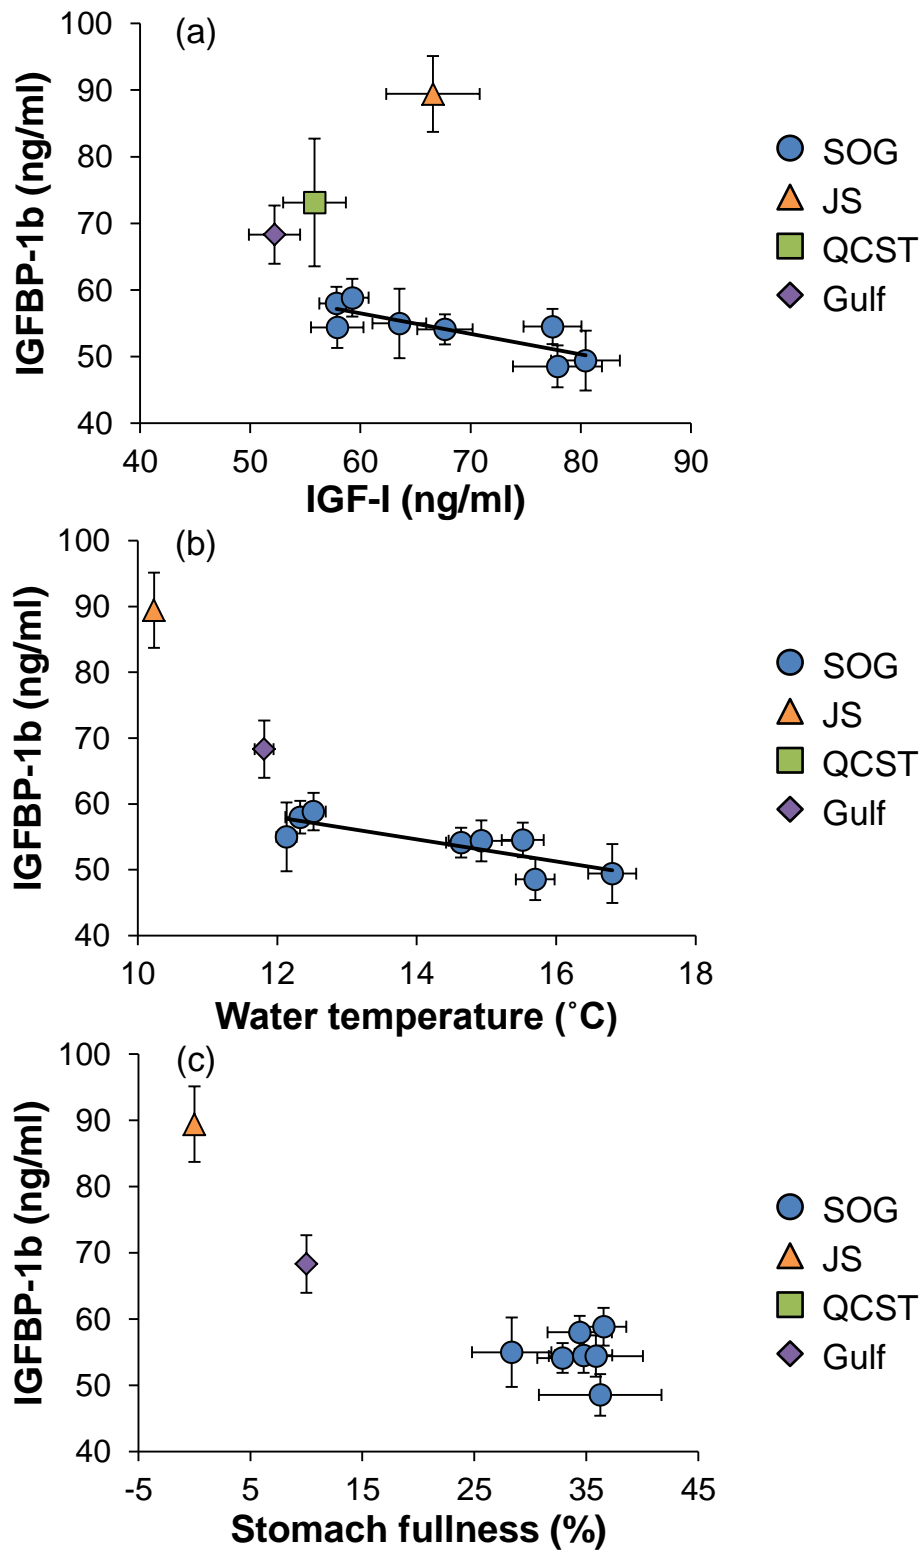 (a)
IGFBP-1b (ng/ml)
100
90
80
70
60
50
40
40 50 60 70 80 90
IGF-I (ng/ml)
SOG
JS
QCST
Gulf
(b)
IGFBP-1b (ng/ml)
100
90
80
70
60
50
40
10 12 14 16 18
Water temperature (˚C)
SOG
JS
QCST
Gulf
(c)
IGFBP-1b (ng/ml)
100
90
80
70
60
50
40
-5 5 15 25 35 45
Stomach fullness (%)
SOG
JS
QCST
Gulf